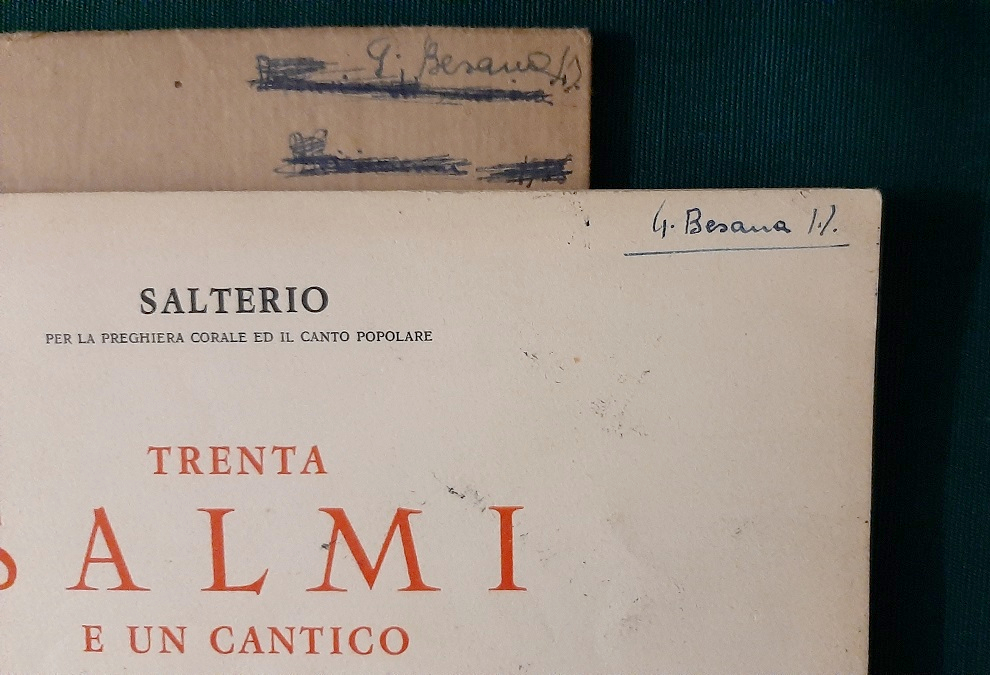 G. Besana
G. Besana
SALTERIO
PER LA PREGHIERA CORALE ED IL CANTO POPOLARE
TRENTA
SALMI
E UN CANTICO